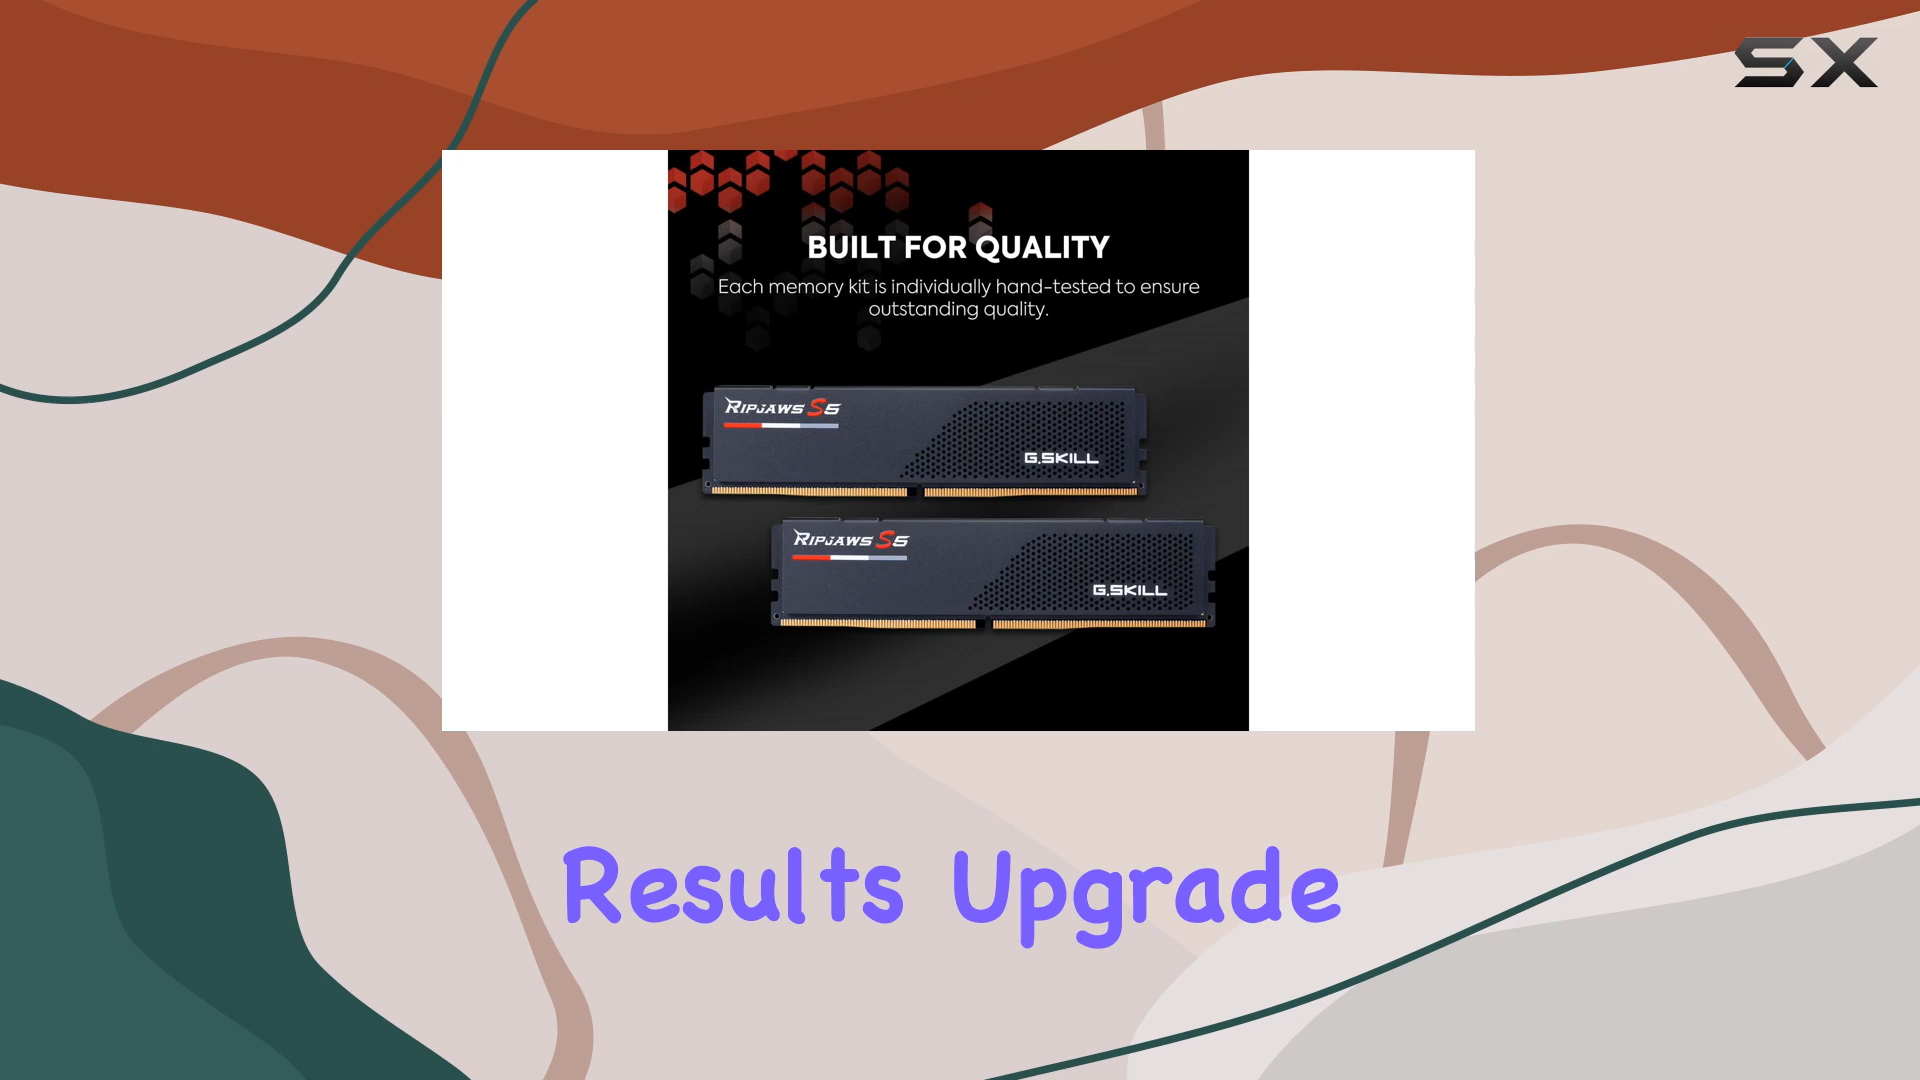 SX
BUILT FOR QUALITY
Each memory kit is individually hand-tested to ensure
outstanding quality.
RIPJAWS S5
G.SKILL
RIPJAWS S5
G.SKILL
Results Upgrade